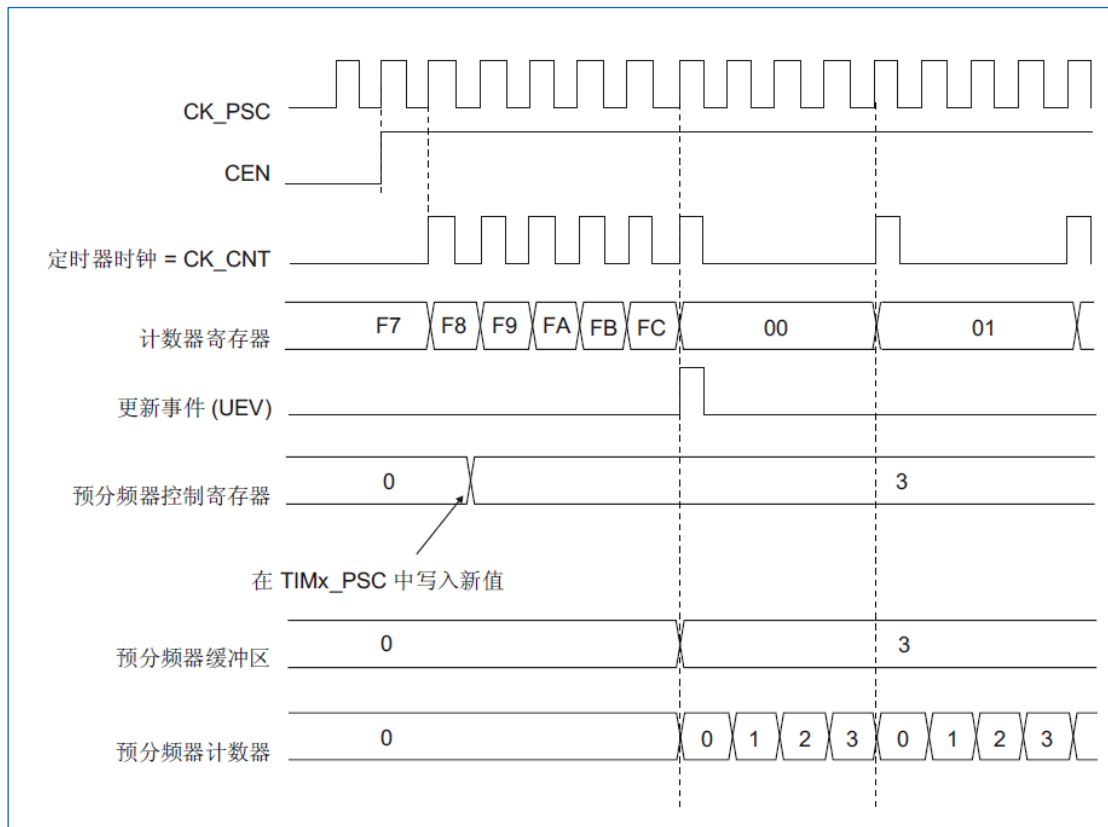 CK_PSC
CEN
定时器时钟 = CK_CNT
计数器寄存器 F7 F8 F9 FA FB FC 00 01
更新事件 (UEV)
预分频器控制寄存器 0 3
在 TIMx_PSC 中写入新值
预分频器缓冲区 0 3
预分频器计数器 0 0 1 2 3 0 1 2 3